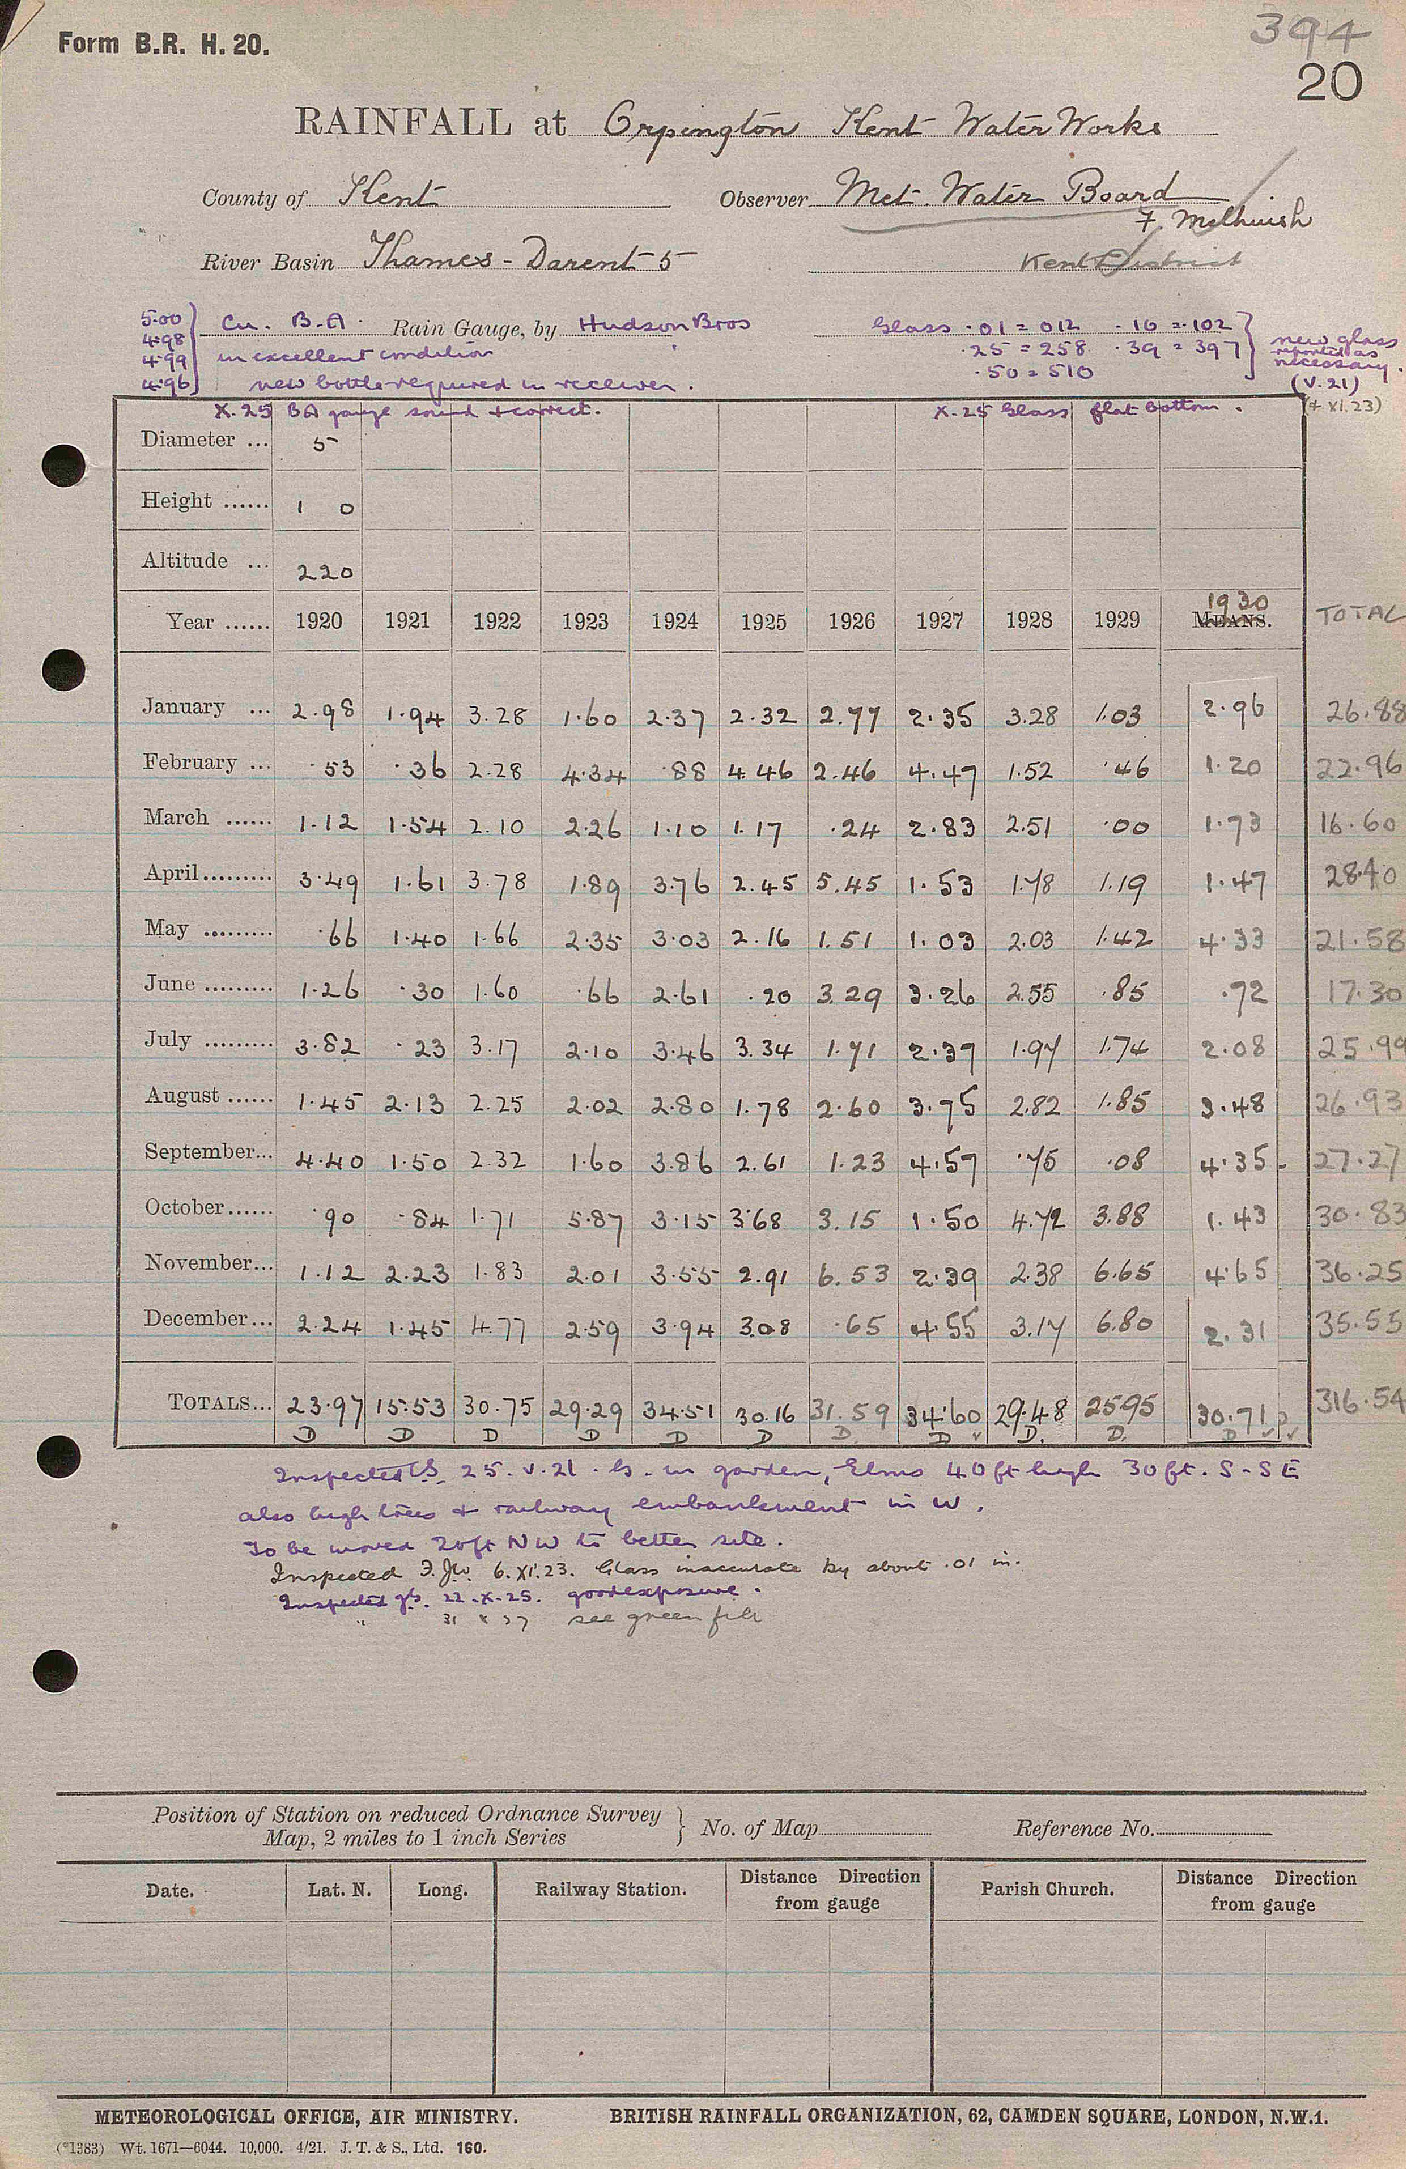 394
Form B.R. H. 20.
20
RAINFALL at Orpington Kent Water Works
County of Kent Observer Met. Water Board
F. Melhuish
River Basin Thames - Darent 5 Kent District
5.00 Cu. B.A. Rain Gauge, by Hudson Bros Glass .01 = 012 .10 = .102 new glass
4.98 in excellent condition .25 = 258 .39 = 397 reported as
4.99 new bottle required in receiver. .50 = 510 necessary.
4.96 (V.21)
X.25 BA gauge sound & correct. X.25 Glass flat bottom. (& XI.23)
Diameter ... 5
Height ...... 1 0
Altitude ... 220
Year ...... 1920 1921 1922 1923 1924 1925 1926 1927 1928 1929 MEANS. 1930 TOTAL
January ... 2.98 1.94 3.28 1.60 2.37 2.32 2.77 2.35 3.28 1.03 2.96 26.88
February ... .53 .36 2.28 4.34 .88 4.46 2.46 4.47 1.52 .46 1.20 22.96
March ...... 1.12 1.54 2.10 2.26 1.10 1.17 .24 2.83 2.51 .00 1.73 16.60
April ......... 3.49 1.61 3.78 1.89 3.76 2.45 5.45 1.53 1.78 1.19 1.47 28.40
May ......... .66 1.40 1.66 2.35 3.03 2.16 1.51 1.03 2.03 1.42 4.33 21.58
June ......... 1.26 .30 1.60 .66 2.61 .20 3.29 3.26 2.55 .85 .72 17.30
July ......... 3.82 .23 3.17 2.10 3.46 3.34 1.71 2.37 1.97 1.74 2.08 25.99
August ...... 1.45 2.13 2.25 2.02 2.80 1.78 2.60 3.75 2.82 1.85 3.48 26.93
September... 4.40 1.50 2.32 1.60 3.86 2.61 1.23 4.57 .75 .08 4.35 27.27
October...... .90 .84 1.71 5.87 3.15 3.68 3.15 1.50 4.72 3.88 1.43 30.83
November... 1.12 2.23 1.83 2.01 3.55 2.91 6.53 2.39 2.38 6.65 4.65 36.25
December... 2.24 1.45 4.77 2.59 3.94 3.08 .65 4.55 3.17 6.80 2.31 35.55
TOTALS... 23.97 15.53 30.75 29.29 34.51 30.16 31.59 34.60 29.48 25.95 30.71 316.54
D D D D D D D. D D. D. D
Inspected 25.V.21. G. in garden, Elms 40 ft high 30 ft. S-SE
also high trees & railway embankment in W.
To be moved 20ft NW to better site.
Inspected 6.XI.23. Glass inaccurate by about .01 in.
Inspected 22.X.25. good exposure.
" 31 X 37 see green file
Position of Station on reduced Ordnance Survey
Map, 2 miles to 1 inch Series } No. of Map Reference No.
Date. Lat. N. Long. Railway Station. Distance Direction from gauge Parish Church. Distance Direction from gauge
METEOROLOGICAL OFFICE, AIR MINISTRY. BRITISH RAINFALL ORGANIZATION, 62, CAMDEN SQUARE, LONDON, N.W.1.
(*1383) Wt. 1671—6044. 10,000. 4/21. J. T. & S., Ltd. 160.